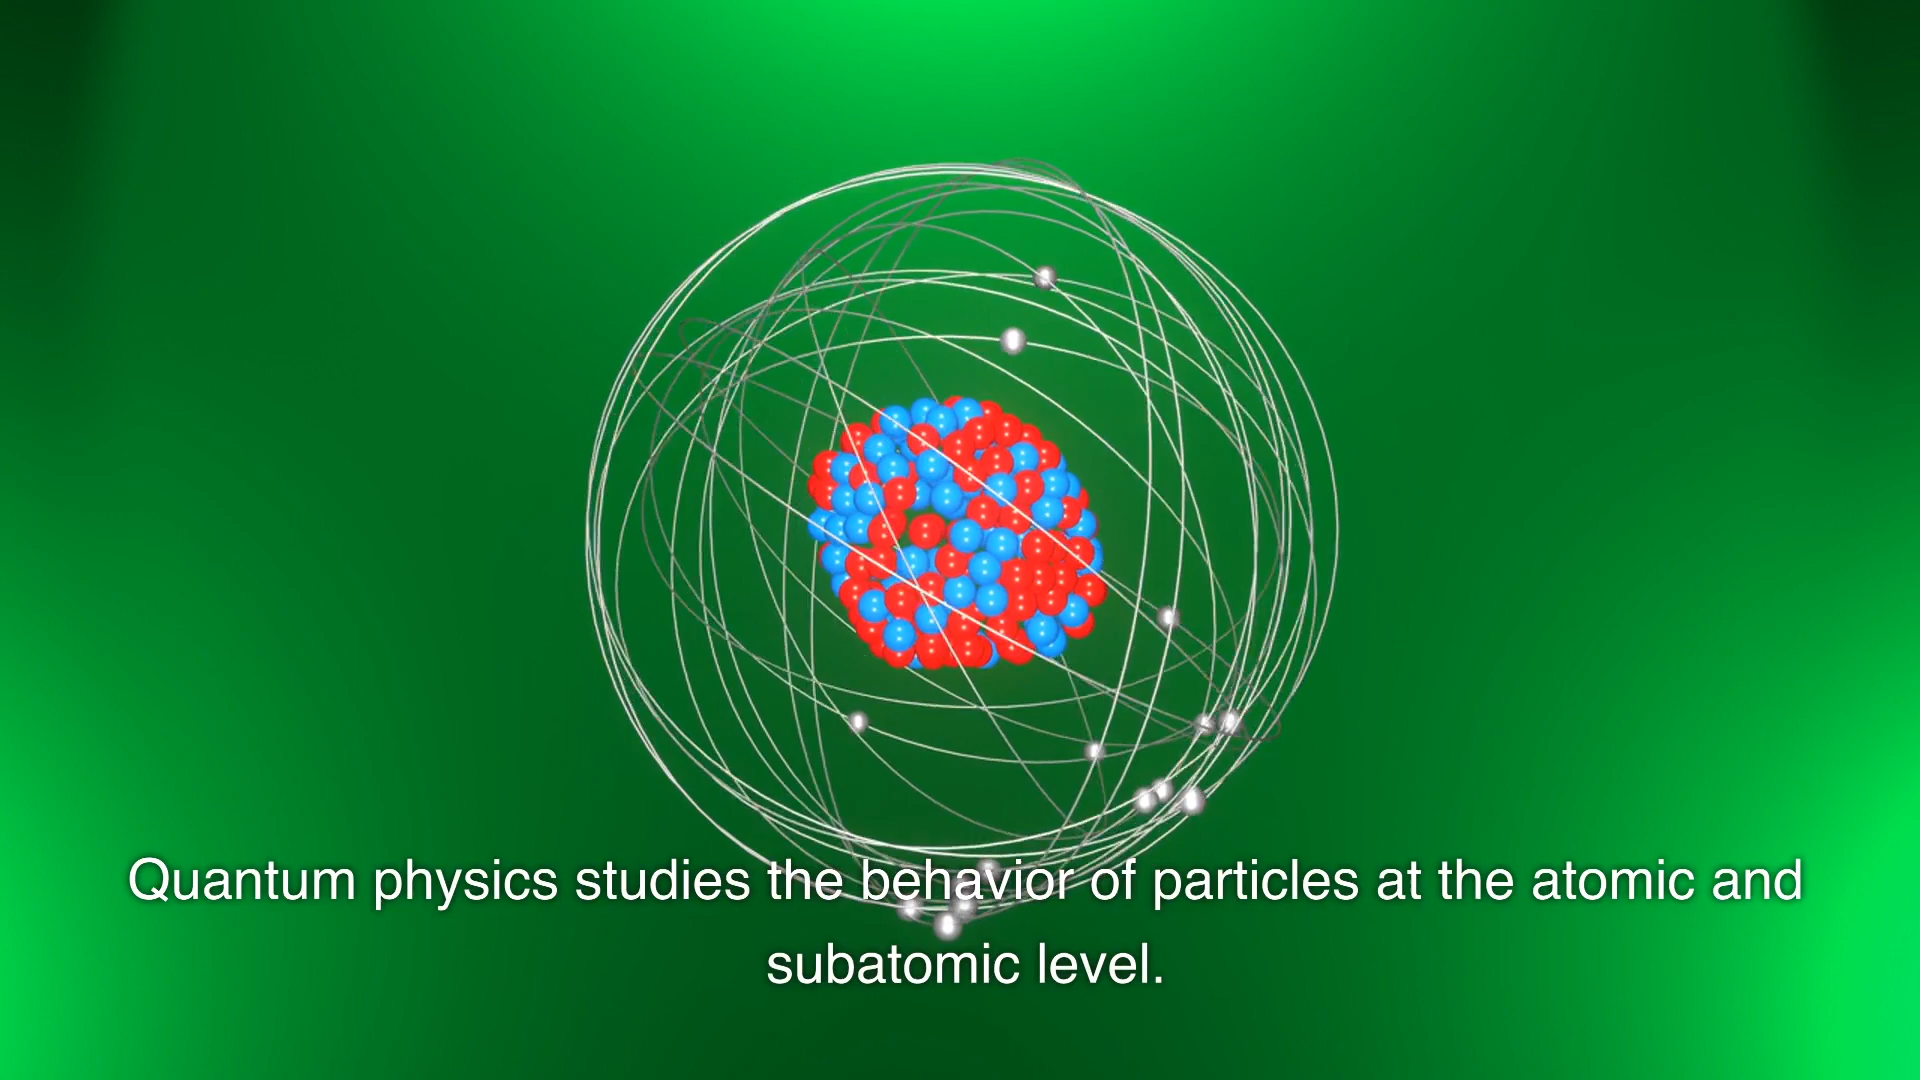 Quantum physics studies the behavior of particles at the atomic and
subatomic level.